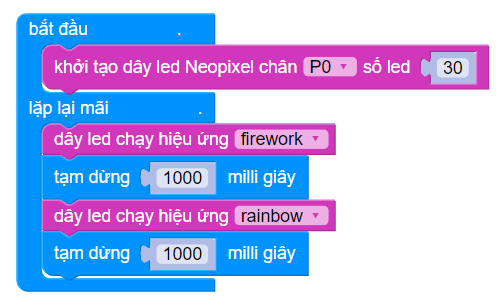 bắt đầu .
khởi tạo dây led Neopixel chân P0 số led 30
lặp lại mãi .
dây led chạy hiệu ứng firework
tạm dừng 1000 milli giây
dây led chạy hiệu ứng rainbow
tạm dừng 1000 milli giây